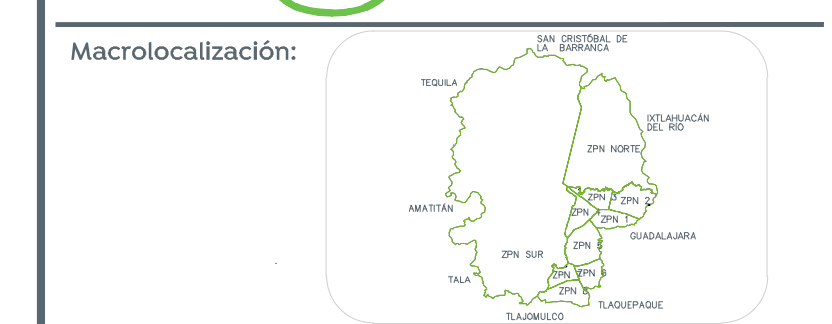 Macrolocalización:
SAN CRISTÓBAL DE
LA BARRANCA
TEQUILA
IXTLAHUACÁN
DEL RÍO
ZPN NORTE
ZPN 3
ZPN 2
AMATITÁN
ZPN 4
ZPN 1
GUADALAJARA
ZPN 5
ZPN SUR
ZPN
ZPN 6
TALA
ZPN 8
TLAQUEPAQUE
TLAJOMULCO